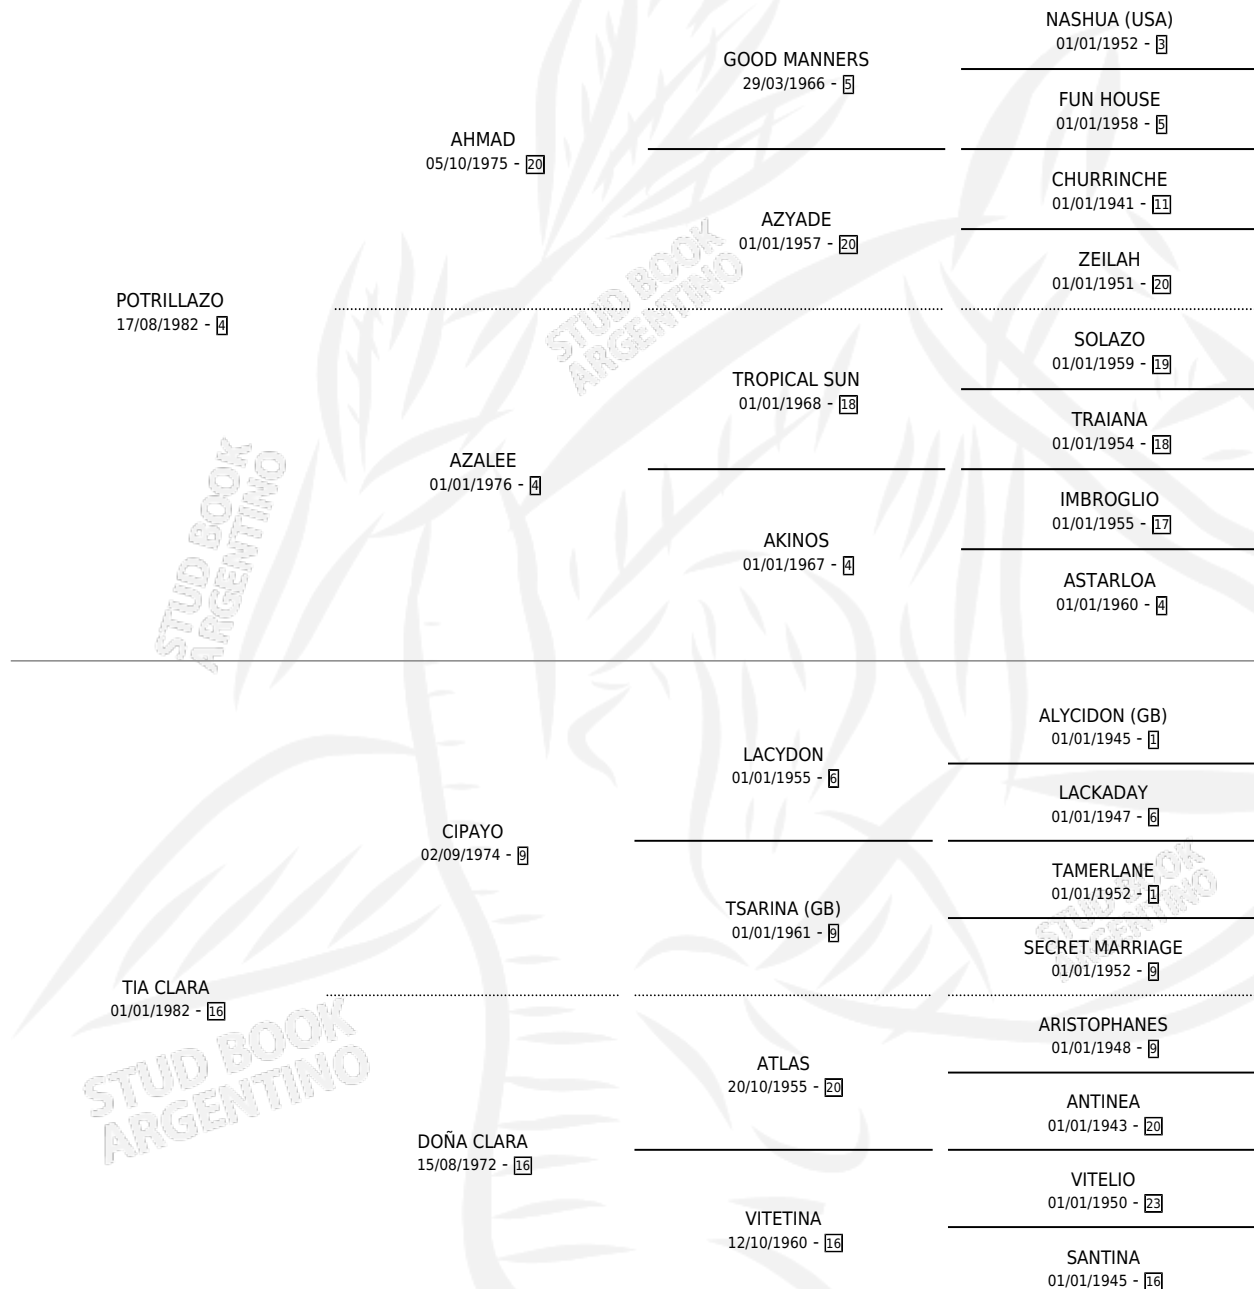 NASHUA (USA)
01/01/1952 - 3
GOOD MANNERS
29/03/1966 - 5
FUN HOUSE
01/01/1958 - 5
AHMAD
05/10/1975 - 20
CHURRINCHE
01/01/1941 - 11
AZYADE
01/01/1957 - 20
ZEILAH
01/01/1951 - 20
POTRILLAZO
17/08/1982 - 4
STUD BOOK
ARGENTINO
SOLAZO
01/01/1959 - 19
TROPICAL SUN
01/01/1968 - 18
TRAIANA
01/01/1954 - 18
AZALEE
01/01/1976 - 4
IMBROGLIO
01/01/1955 - 17
AKINOS
01/01/1967 - 4
ASTARLOA
01/01/1960 - 4
STUD BOOK
ARGENTINO
ALYCIDON (GB)
01/01/1945 - 1
LACYDON
01/01/1955 - 6
LACKADAY
01/01/1947 - 6
CIPAYO
02/09/1974 - 9
TAMERLANE
01/01/1952 - 1
TSARINA (GB)
01/01/1961 - 9
SECRET MARRIAGE
01/01/1952 - 9
STUD BOOK
ARGENTINO
TIA CLARA
01/01/1982 - 16
ARISTOPHANES
01/01/1948 - 9
ATLAS
20/10/1955 - 20
ANTINEA
01/01/1943 - 20
STUD BOOK
ARGENTINO
DOÑA CLARA
15/08/1972 - 16
VITELIO
01/01/1950 - 23
VITETINA
12/10/1960 - 16
SANTINA
01/01/1945 - 16